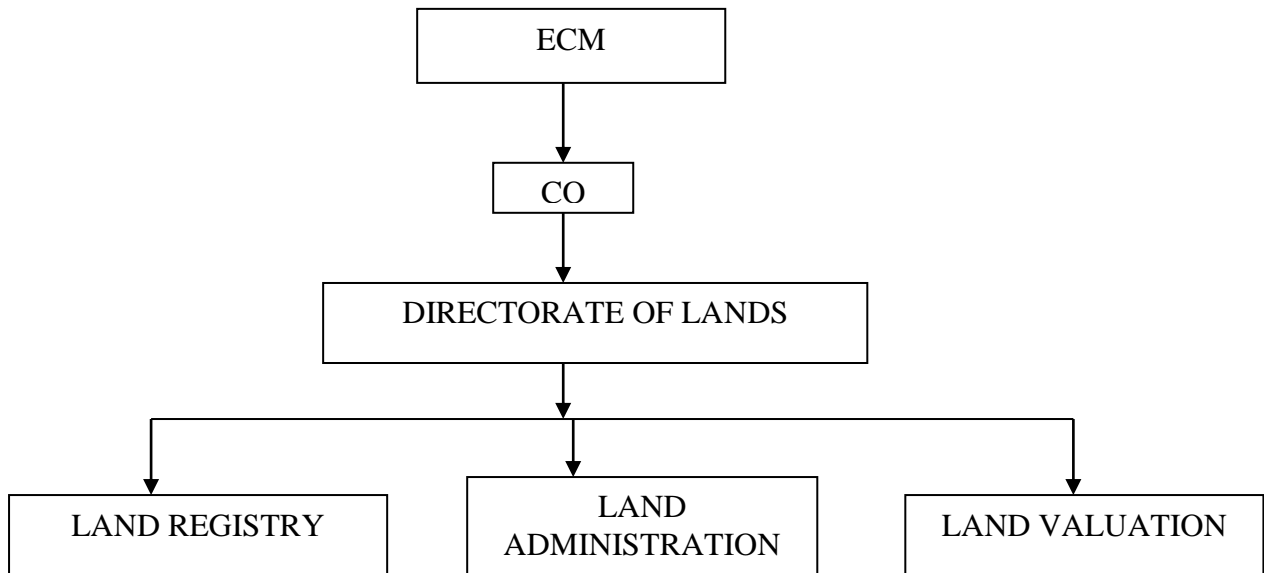 ECM
CO
DIRECTORATE OF LANDS
LAND REGISTRY
LAND
ADMINISTRATION
LAND VALUATION